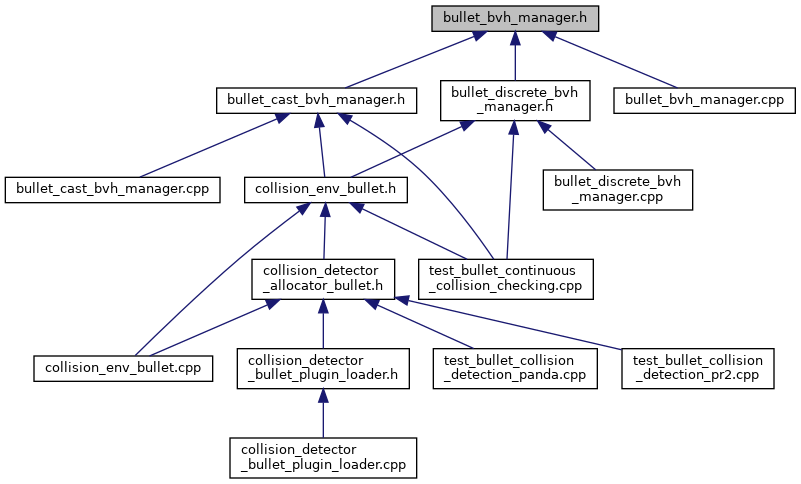 bullet_bvh_manager.h
bullet_cast_bvh_manager.h
bullet_discrete_bvh
_manager.h
bullet_bvh_manager.cpp
bullet_cast_bvh_manager.cpp
collision_env_bullet.h
bullet_discrete_bvh
_manager.cpp
collision_detector
_allocator_bullet.h
test_bullet_continuous
_collision_checking.cpp
collision_env_bullet.cpp
collision_detector
_bullet_plugin_loader.h
test_bullet_collision
_detection_panda.cpp
test_bullet_collision
_detection_pr2.cpp
collision_detector
_bullet_plugin_loader.cpp